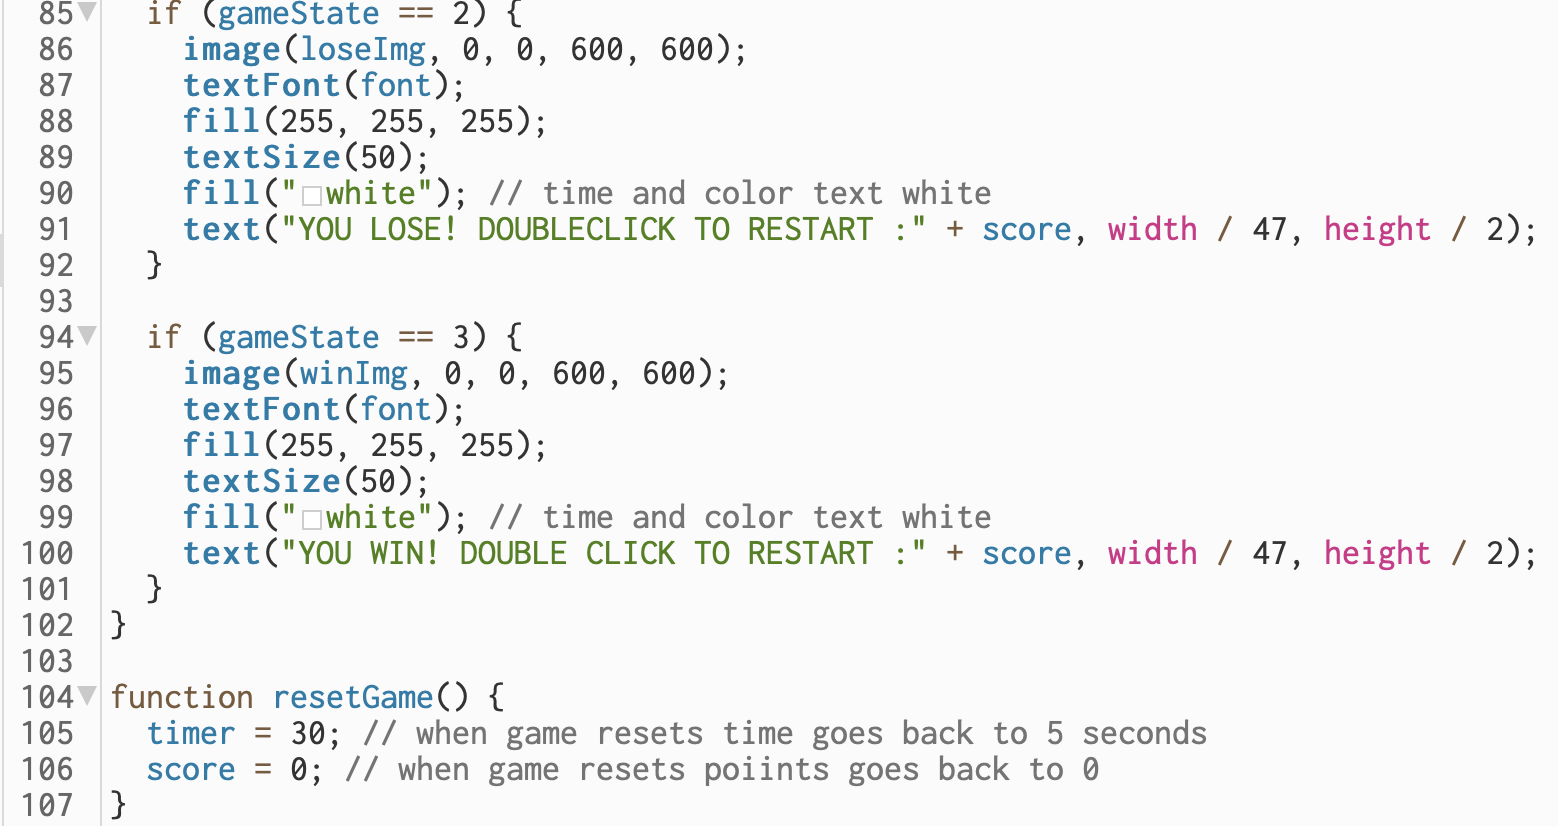 85 if (gameState == 2) {
86 image(loseImg, 0, 0, 600, 600);
87 textFont(font);
88 fill(255, 255, 255);
89 textSize(50);
90 fill("white"); // time and color text white
91 text("YOU LOSE! DOUBLECLICK TO RESTART :" + score, width / 47, height / 2);
92 }
93
94 if (gameState == 3) {
95 image(winImg, 0, 0, 600, 600);
96 textFont(font);
97 fill(255, 255, 255);
98 textSize(50);
99 fill("white"); // time and color text white
100 text("YOU WIN! DOUBLE CLICK TO RESTART :" + score, width / 47, height / 2);
101 }
102 }
103
104 function resetGame() {
105 timer = 30; // when game resets time goes back to 5 seconds
106 score = 0; // when game resets poiints goes back to 0
107 }